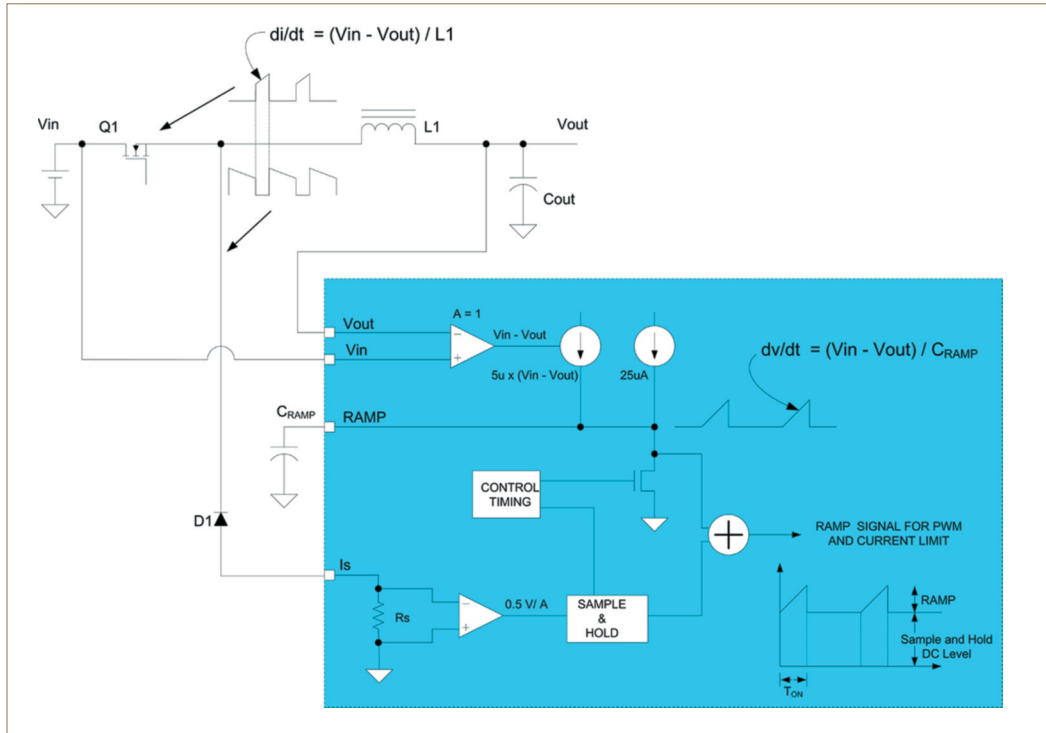 di/dt = (Vin - Vout) / L1
Vin
Q1
L1
Vout
Cout
Vout
Vin
A = 1
Vin - Vout
5u x (Vin - Vout)
25uA
dv/dt = (Vin - Vout) / CRAMP
CRAMP
RAMP
CONTROL
TIMING
D1
RAMP SIGNAL FOR PWM
AND CURRENT LIMIT
Is
Rs
0.5 V/ A
SAMPLE
&
HOLD
RAMP
Sample and Hold
DC Level
TON